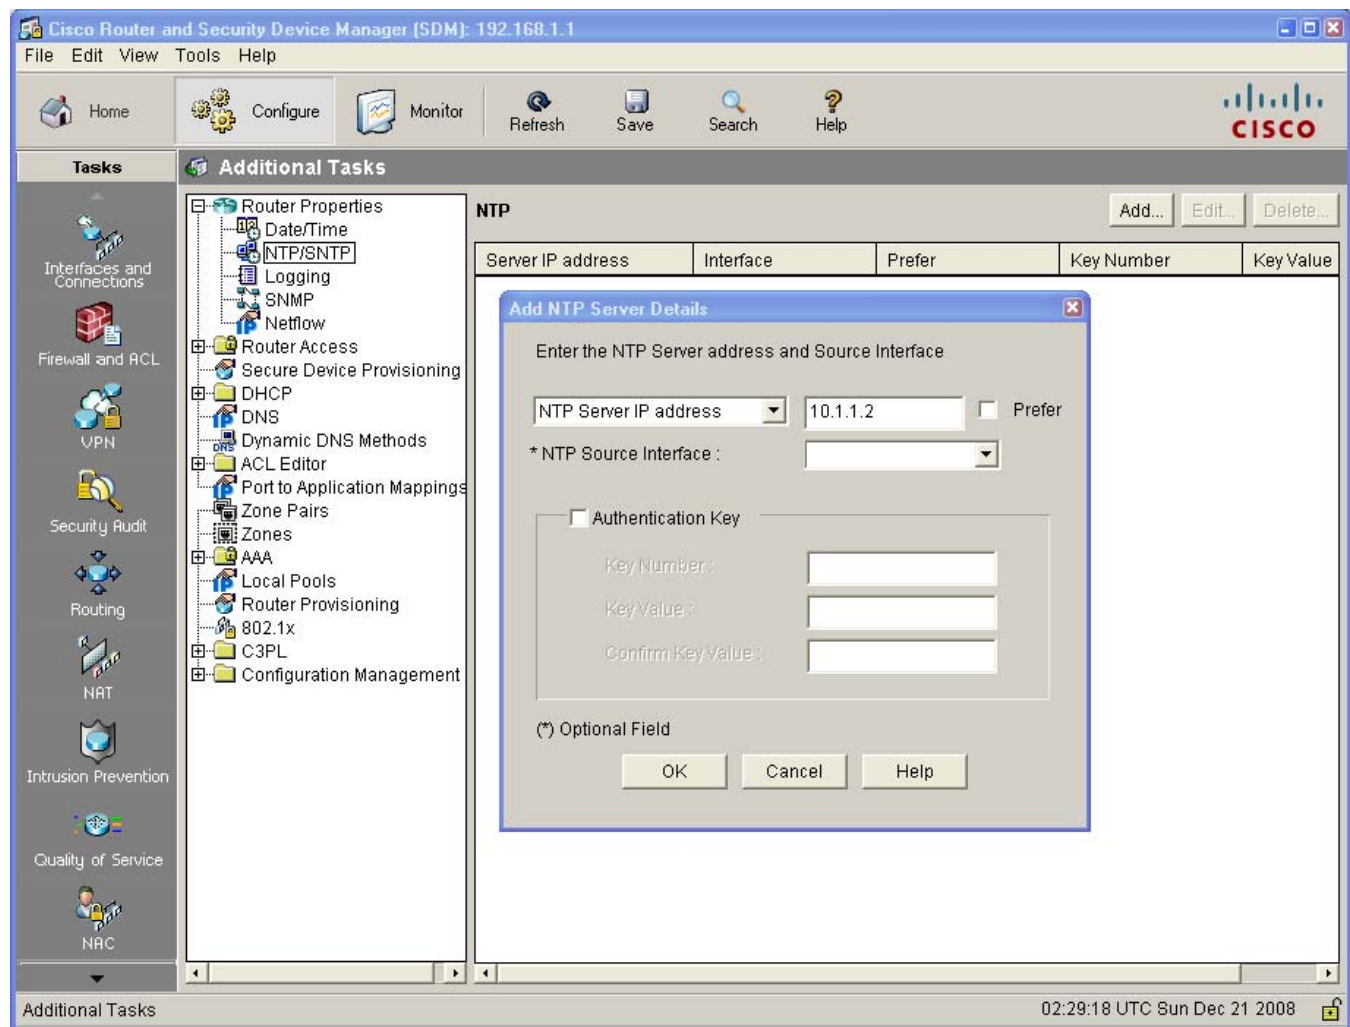 Cisco Router and Security Device Manager (SDM): 192.168.1.1
File Edit View Tools Help
Home Configure Monitor Refresh Save Search Help
CISCO
Tasks
Additional Tasks
Interfaces and Connections
Firewall and ACL
VPN
Security Audit
Routing
NAT
Intrusion Prevention
Quality of Service
NAC
Router Properties
Date/Time
NTP/SNTP
Logging
SNMP
Netflow
Router Access
Secure Device Provisioning
DHCP
DNS
Dynamic DNS Methods
ACL Editor
Port to Application Mappings
Zone Pairs
Zones
AAA
Local Pools
Router Provisioning
802.1x
C3PL
Configuration Management
NTP
Add... Edit... Delete...
Server IP address Interface Prefer Key Number Key Value
Add NTP Server Details
Enter the NTP Server address and Source Interface
NTP Server IP address 10.1.1.2 Prefer
* NTP Source Interface :
Authentication Key
Key Number :
Key Value :
Confirm Key Value :
(*) Optional Field
OK Cancel Help
Additional Tasks
02:29:18 UTC Sun Dec 21 2008